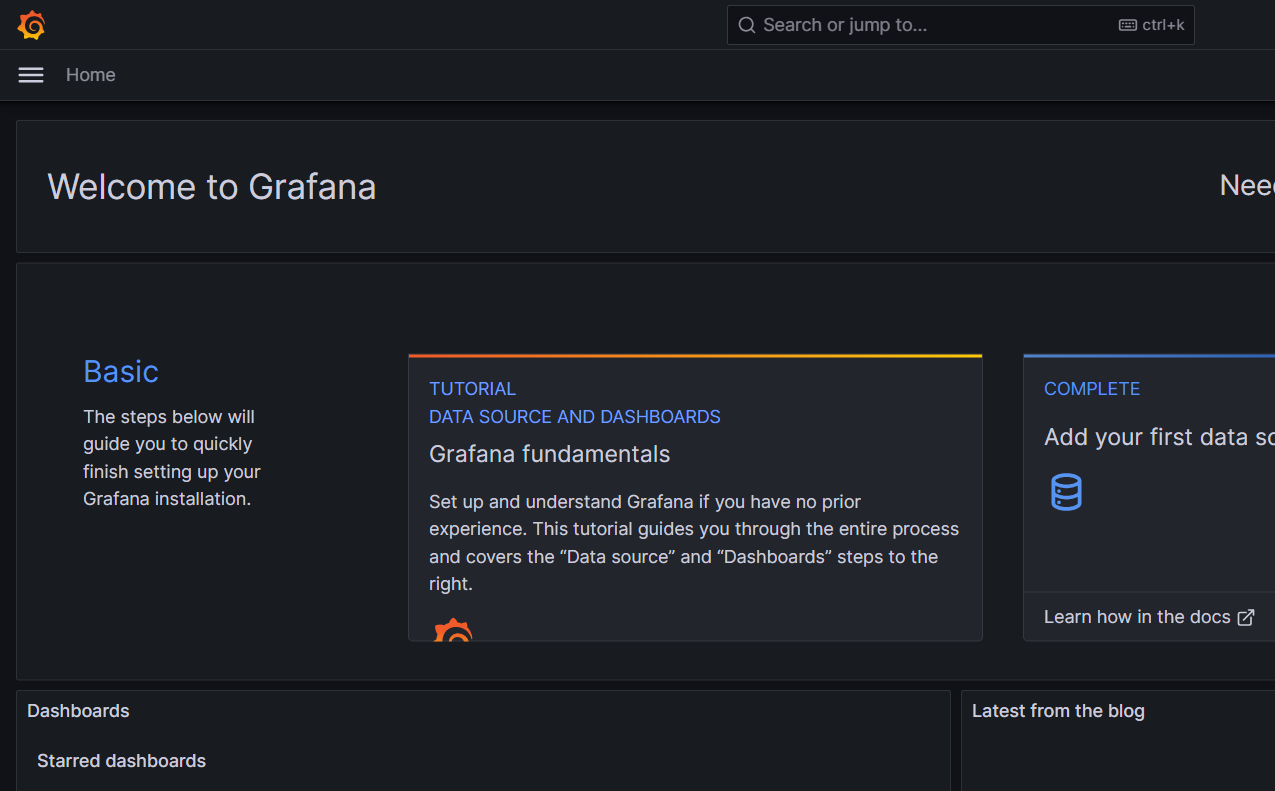 Search or jump to... ctrl+k
Home
Welcome to Grafana
Basic
The steps below will
guide you to quickly
finish setting up your
Grafana installation.
TUTORIAL
DATA SOURCE AND DASHBOARDS
Grafana fundamentals
Set up and understand Grafana if you have no prior
experience. This tutorial guides you through the entire process
and covers the “Data source” and “Dashboards” steps to the
right.
COMPLETE
Add your first data
Learn how in the docs
Dashboards
Starred dashboards
Latest from the blog